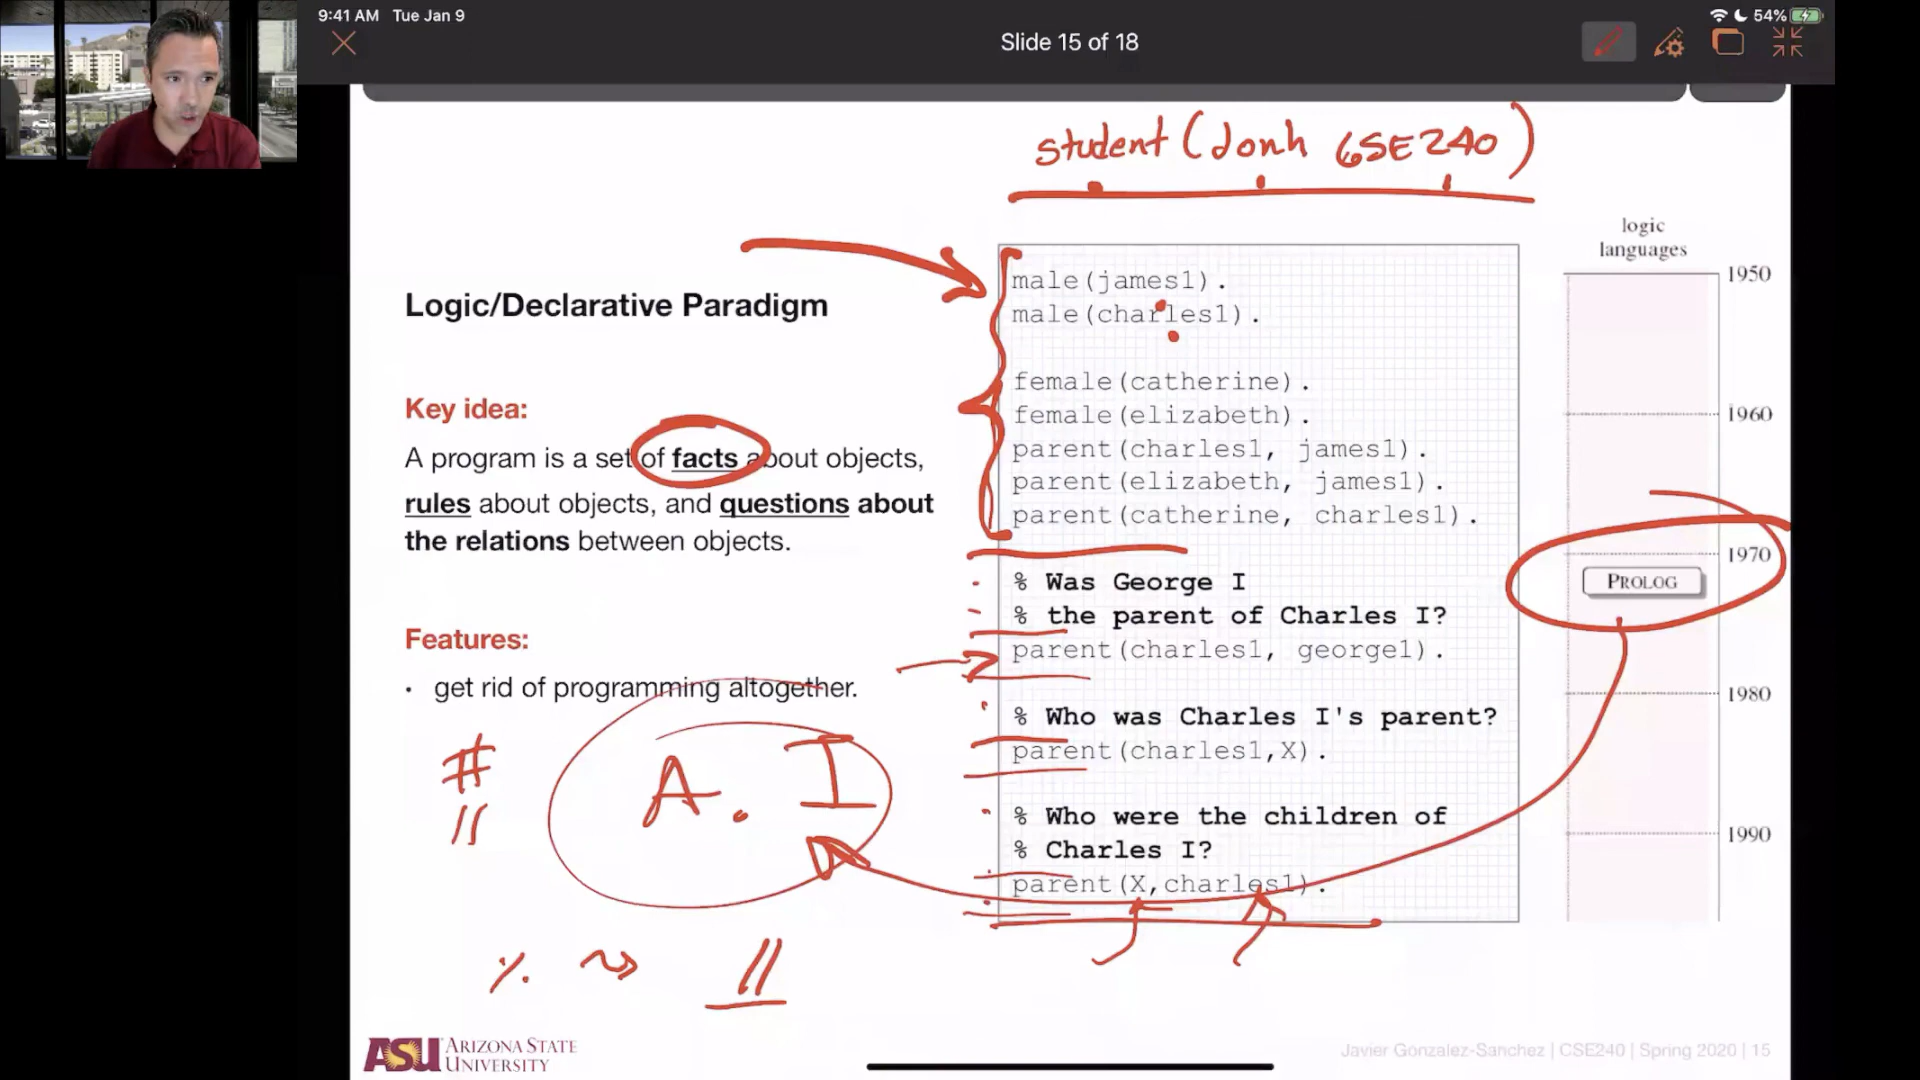 9:41 AM Tue Jan 9
54%
Slide 15 of 18
student (donh CSE240)
Logic/Declarative Paradigm
Key idea:
A program is a set of facts about objects,
rules about objects, and questions about
the relations between objects.
Features:
• get rid of programming altogether.
#
//
A. I
% //
male(james1).
male(charles1).
female(catherine).
female(elizabeth).
parent(charles1, james1).
parent(elizabeth, james1).
parent(catherine, charles1).
% Was George I
% the parent of Charles I?
parent(charles1, george1).
% Who was Charles I's parent?
parent(charles1,X).
% Who were the children of
% Charles I?
parent(X,charles1).
logic
languages
1950
1960
1970
PROLOG
1980
1990
ASU ARIZONA STATE
UNIVERSITY
Javier Gonzalez-Sanchez | CSE240 | Spring 2020 | 15